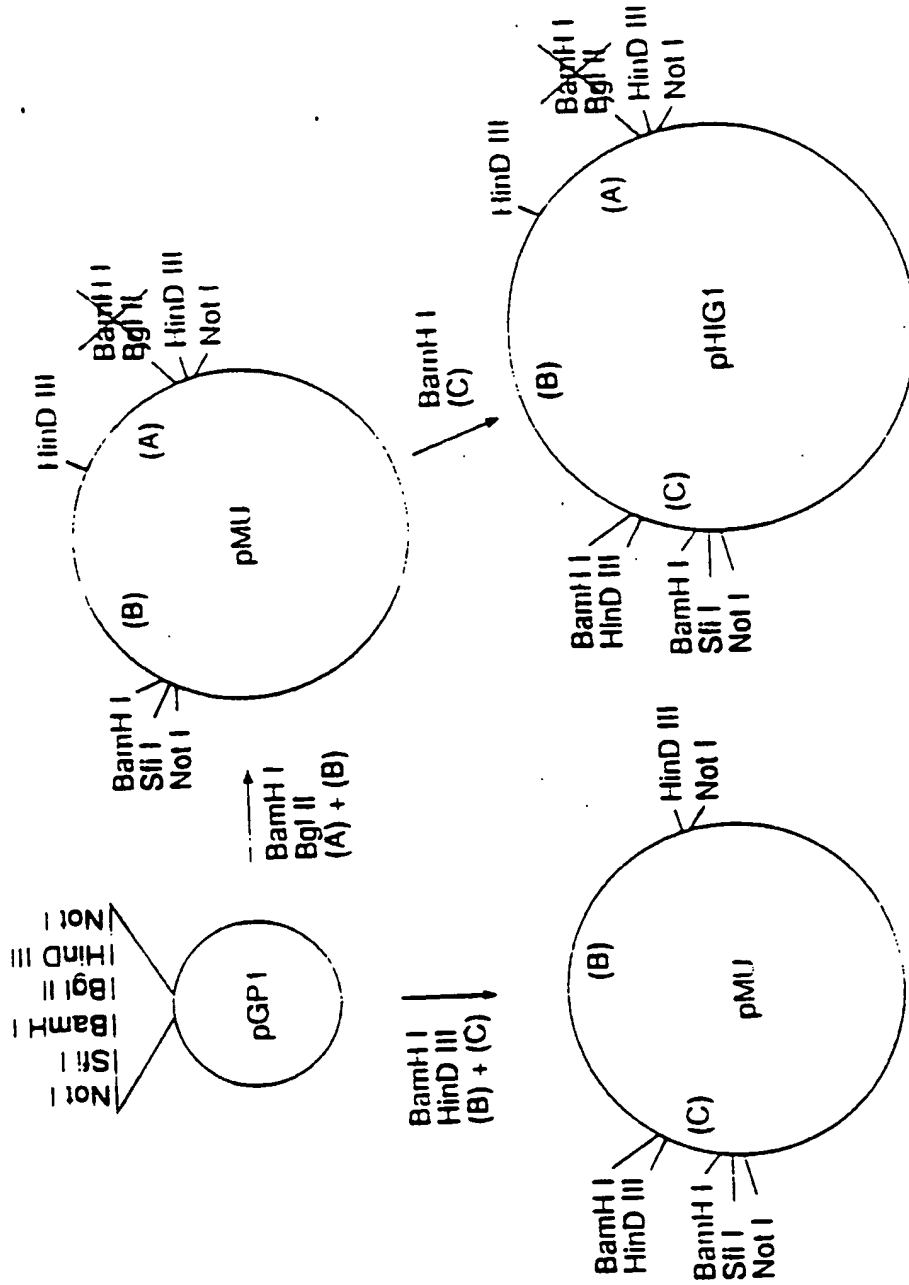 Not I
Sfi I
BamH I
Bgl II
HinD III
Not I
pGP1
BamH I
Bgl II
(A) + (B)
BamH I
Sfi I
Not I
(B)
HinD III
(A)
BamH I
Bgl II
HinD III
Not I
pMU
BamH I
HinD III
(B) + (C)
BamH I
(C)
BamH I
HinD III
(C)
BamH I
Sfi I
Not I
(B)
HinD III
Not I
pMU
BamH I
HinD III
(C)
BamH I
Sfi I
Not I
(B)
HinD III
(A)
BamH I
Bgl II
HinD III
Not I
pHIG1